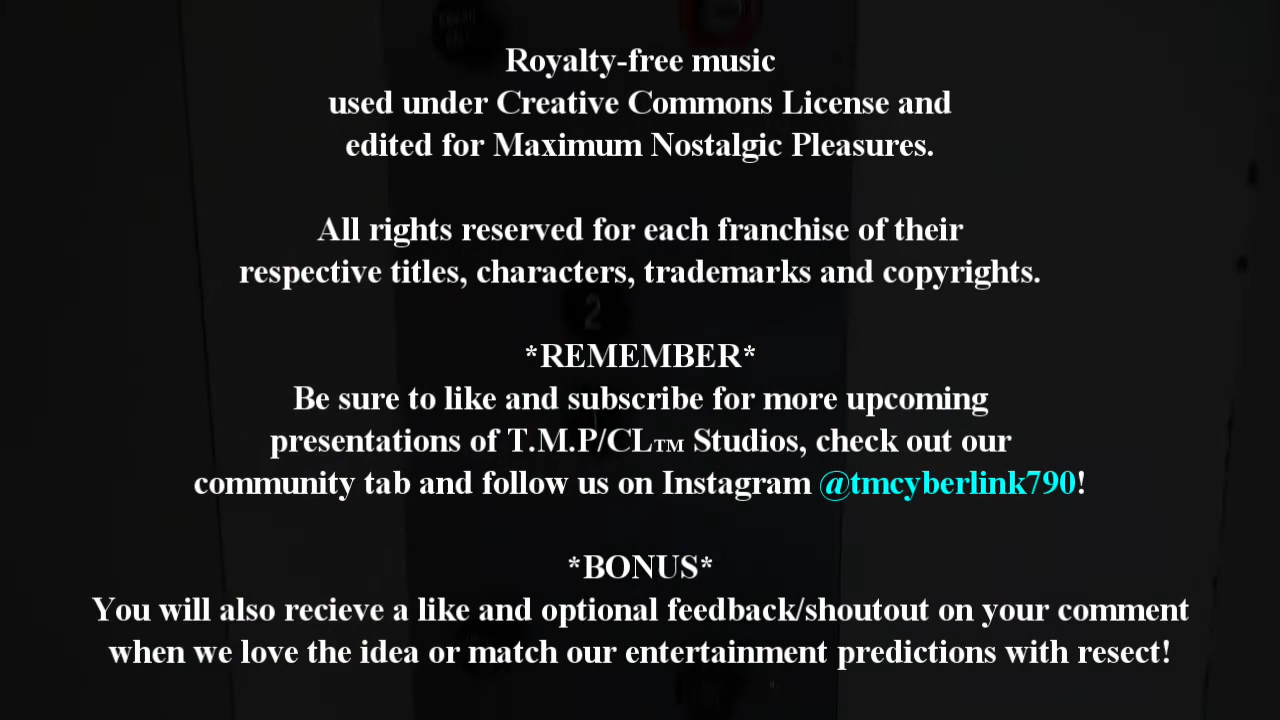 Royalty-free music
used under Creative Commons License and
edited for Maximum Nostalgic Pleasures.
All rights reserved for each franchise of their
respective titles, characters, trademarks and copyrights.
2
*REMEMBER*
Be sure to like and subscribe for more upcoming
presentations of T.M.P/CL™ Studios, check out our
community tab and follow us on Instagram @tmcyberlink790!
*BONUS*
You will also recieve a like and optional feedback/shoutout on your comment
when we love the idea or match our entertainment predictions with resect!